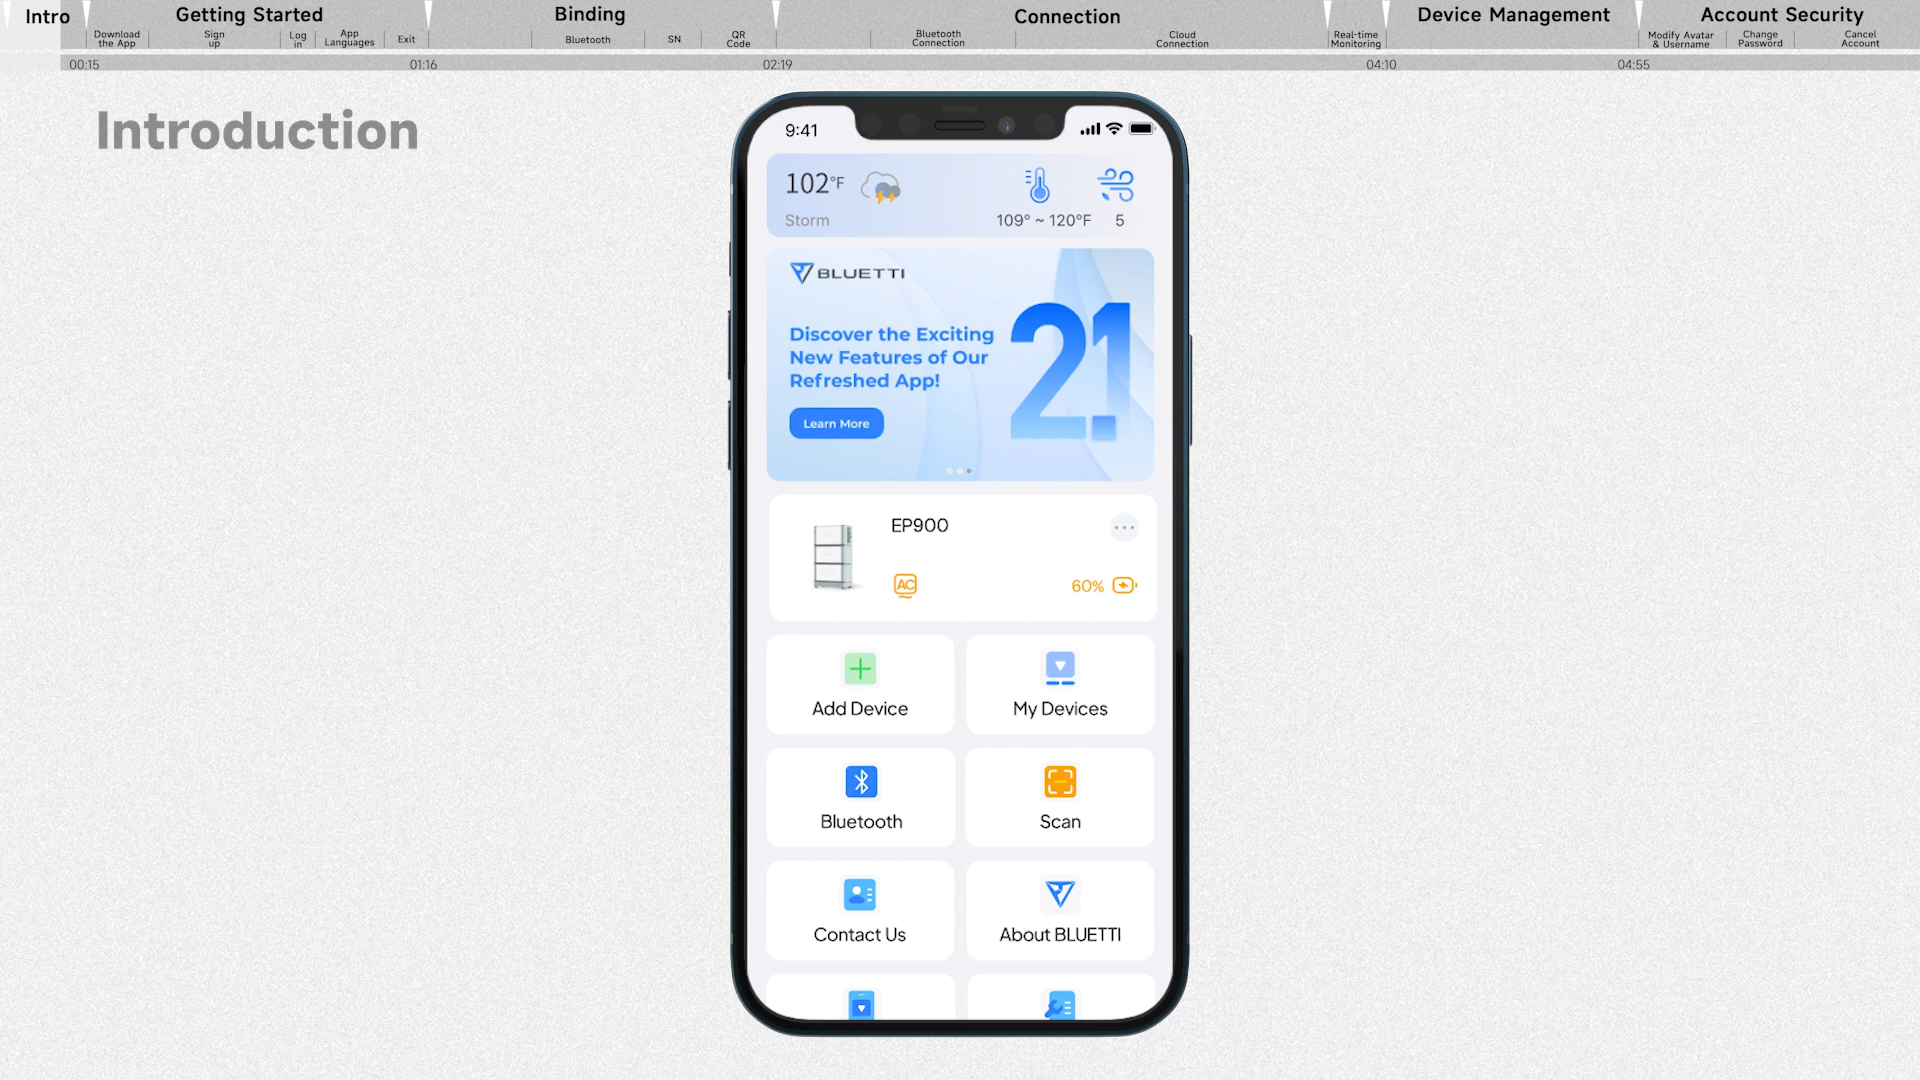 Intro
Getting Started
Binding
Connection
Device Management
Account Security
Download
the App
Sign
up
Log
in
App
Languages
Exit
Bluetooth
SN
QR
Code
Bluetooth
Connection
Cloud
Connection
Real-time
Monitoring
Modify Avatar
& Username
Change
Password
Cancel
Account
00:15
01:16
02:19
04:10
04:55
Introduction
9:41
102°F
Storm
109° ~ 120°F
5
BLUETTI
Discover the Exciting
New Features of Our
Refreshed App!
21
Learn More
EP900
AC
60%
Add Device
My Devices
Bluetooth
Scan
Contact Us
About BLUETTI